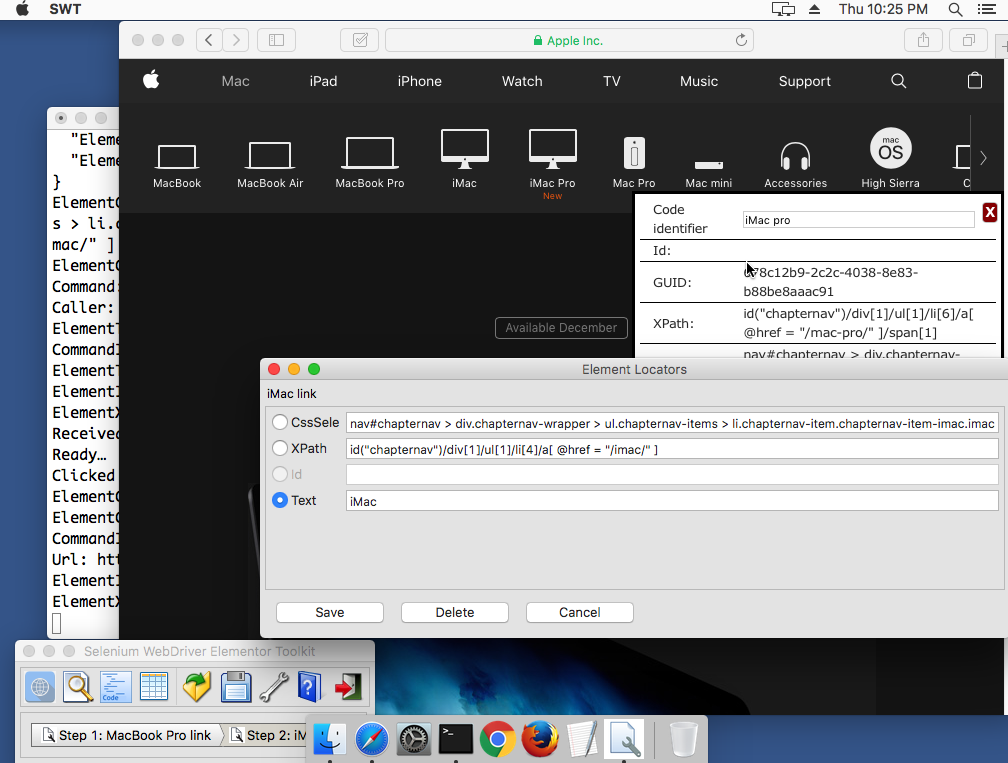 SWT
Thu 10:25 PM
Apple Inc.
Mac iPad iPhone Watch TV Music Support
mac
OS
MacBook MacBook Air MacBook Pro iMac iMac Pro Mac Pro Mac mini Accessories High Sierra C
New
"Eleme
"Eleme
}
ElementC
s > li.c
mac/" ]
ElementC
Command:
Caller:
ElementT
CommandI
ElementT
ElementI
ElementX
Received
Ready…
Clicked
ElementC
ElementC
CommandI
Url: htt
ElementI
ElementX
Code
identifier
iMac pro
X
Id:
GUID:
78c12b9-2c2c-4038-8e83-
b88be8aaac91
XPath:
id("chapternav")/div[1]/ul[1]/li[6]/a[
@href = "/mac-pro/" ]/span[1]
nav#chapternav > div.chapternav-
Available December
Element Locators
iMac link
CssSele nav#chapternav > div.chapternav-wrapper > ul.chapternav-items > li.chapternav-item.chapternav-item-imac.imac
XPath id("chapternav")/div[1]/ul[1]/li[4]/a[ @href = "/imac/" ]
Id
Text iMac
Save Delete Cancel
Selenium WebDriver Elementor Toolkit
Code
Step 1: MacBook Pro link Step 2: iM